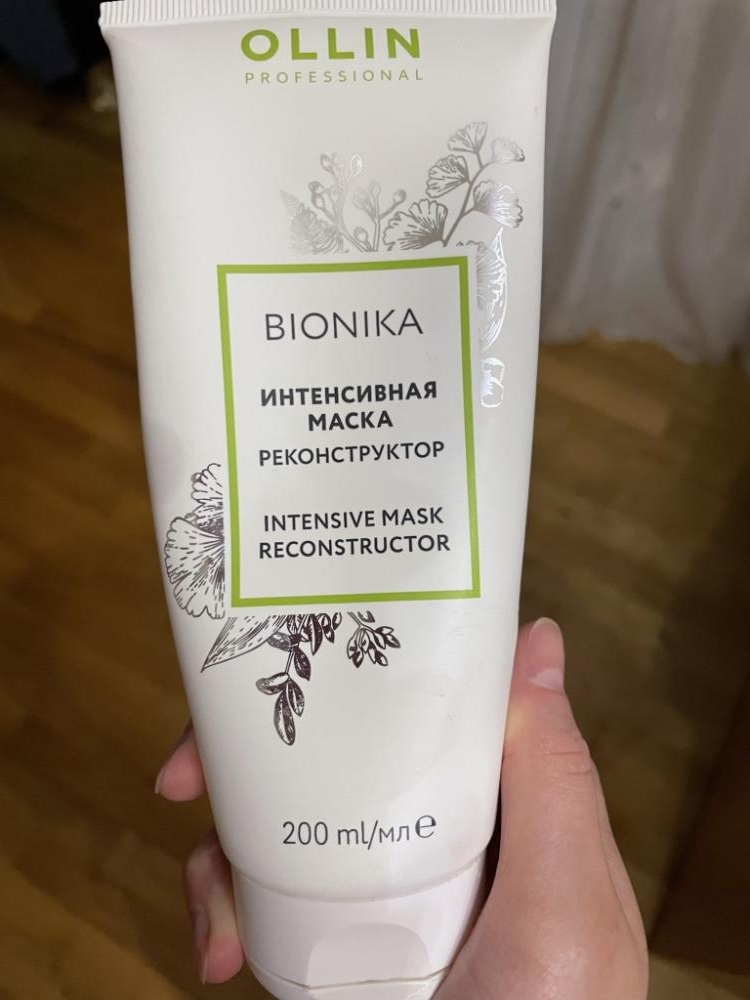 OLLIN
PROFESSIONAL
BIONIKA
ИНТЕНСИВНАЯ
МАСКА
РЕКОНСТРУКТОР
INTENSIVE MASK
RECONSTRUCTOR
200 ml/мл e